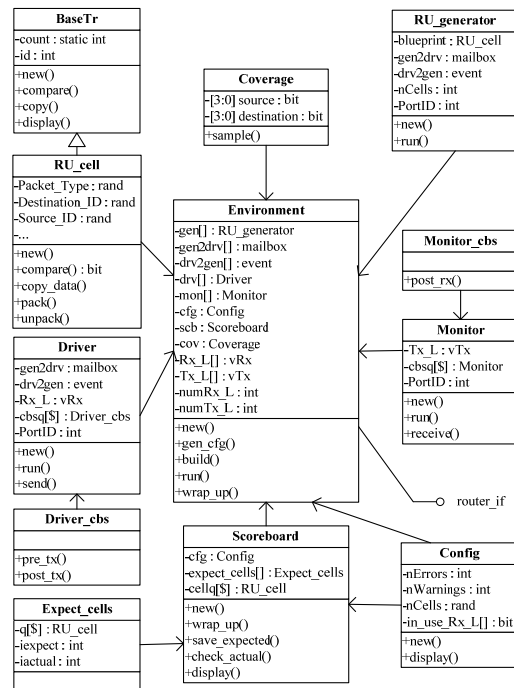 BaseTr
-count : static int
-id : int
+new()
+compare()
+copy()
+display()
RU_cell
-Packet_Type : rand
-Destination_ID : rand
-Source_ID : rand
-...
+new()
+compare() : bit
+copy_data()
+pack()
+unpack()
Driver
-gen2drv : mailbox
-drv2gen : event
-Rx_L : vRx
-cbsq[$] : Driver_cbs
-PortID : int
+new()
+run()
+send()
Driver_cbs
+pre_tx()
+post_tx()
Expect_cells
-q[$] : RU_cell
-iexpect : int
-iactual : int
Coverage
-[3:0] source : bit
-[3:0] destination : bit
+sample()
Environment
-gen[] : RU_generator
-gen2drv[] : mailbox
-drv2gen[] : event
-drv[] : Driver
-mon[] : Monitor
-cfg : Config
-scb : Scoreboard
-cov : Coverage
-Rx_L[] : vRx
-Tx_L[] : vTx
-numRx_L : int
-numTx_L : int
+new()
+gen_cfg()
+build()
+run()
+wrap_up()
Scoreboard
-cfg : Config
-expect_cells[] : Expect_cells
-cellq[$] : RU_cell
+new()
+wrap_up()
+save_expected()
+check_actual()
+display()
RU_generator
-blueprint : RU_cell
-gen2drv : mailbox
-drv2gen : event
-nCells : int
-PortID : int
+new()
+run()
Monitor_cbs
+post_rx()
Monitor
-Tx_L : vTx
-cbsq[$] : Monitor
-PortID : int
+new()
+run()
+receive()
router_if
Config
-nErrors : int
-nWarnings : int
-nCells : rand
-in_use_Rx_L[] : bit
+new()
+display()